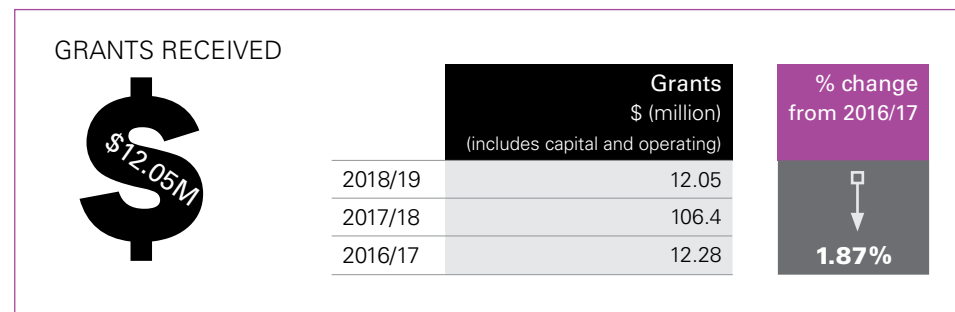 GRANTS RECEIVED
$12.05M
Grants
$ (million)
(includes capital and operating)
% change
from 2016/17
2018/19 12.05
2017/18 106.4
2016/17 12.28
1.87%